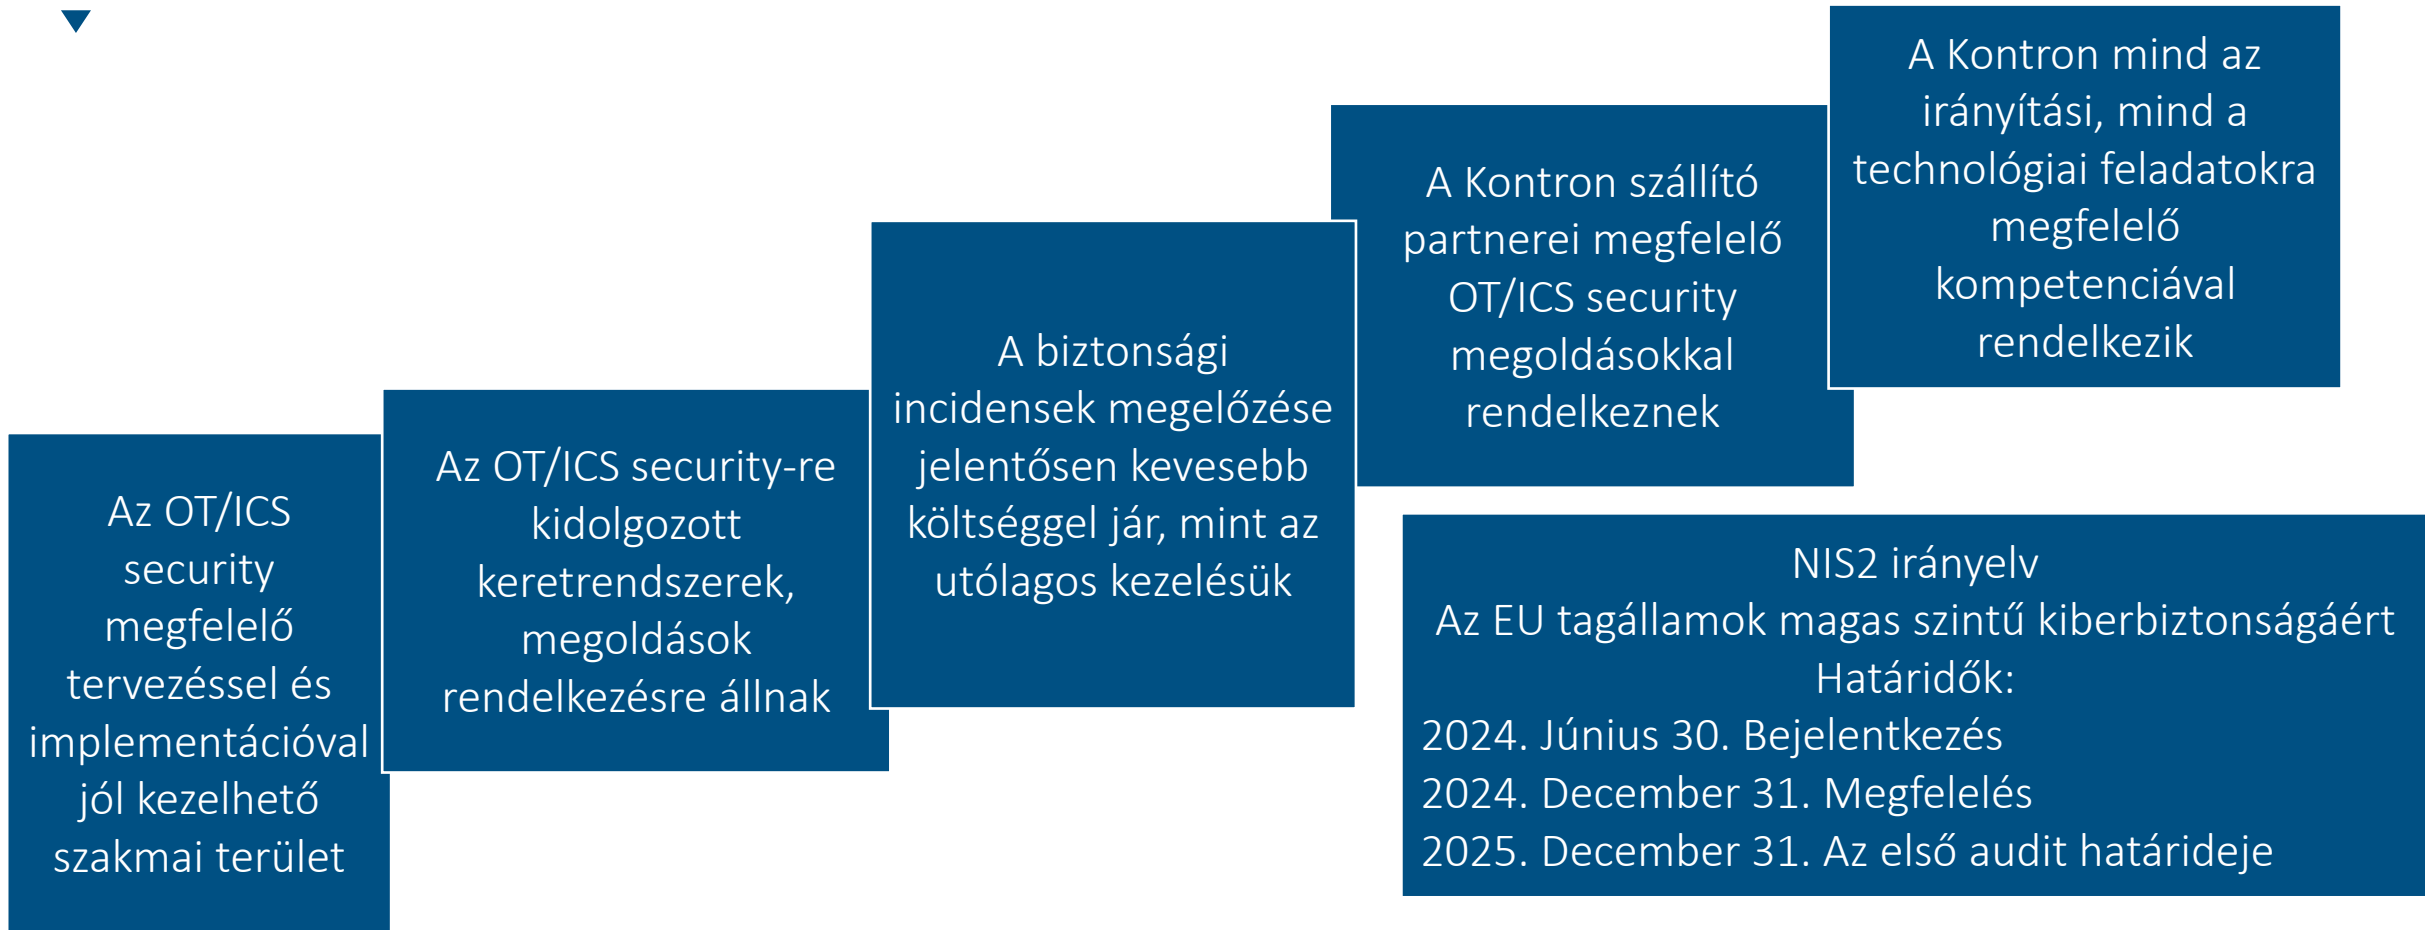 Az OT/ICS
security
megfelelő
tervezéssel és
implementációval
jól kezelhető
szakmai terület
Az OT/ICS security-re
kidolgozott
keretrendszerek,
megoldások
rendelkezésre állnak
A biztonsági
incidensek megelőzése
jelentősen kevesebb
költséggel jár, mint az
utólagos kezelésük
A Kontron szállító
partnerei megfelelő
OT/ICS security
megoldásokkal
rendelkeznek
A Kontron mind az
irányítási, mind a
technológiai feladatokra
megfelelő
kompetenciával
rendelkezik
NIS2 irányelv
Az EU tagállamok magas szintű kiberbiztonságáért
Határidők:
2024. Június 30. Bejelentkezés
2024. December 31. Megfelelés
2025. December 31. Az első audit határideje